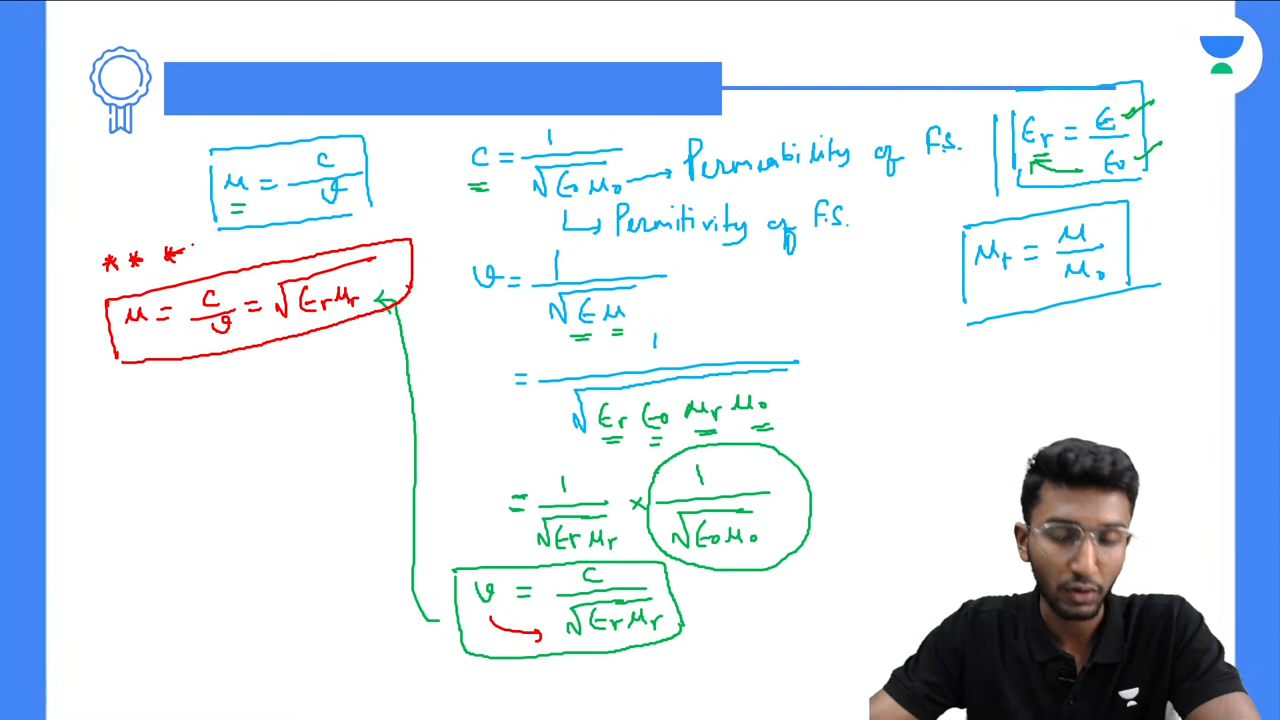 μ = c/v
c = 1/√ϵ₀μ₀ → Permeability of F.S.
↳ Permitivity of F.S.
ϵr = ϵ/ϵ₀
μr = μ/μ₀
v = 1/√ϵμ
= 1/√ϵr ϵ₀ μr μ₀
= 1/√ϵrμr × 1/√ϵ₀μ₀
v = c/√ϵrμr
* * *
μ = c/v = √ϵrμr